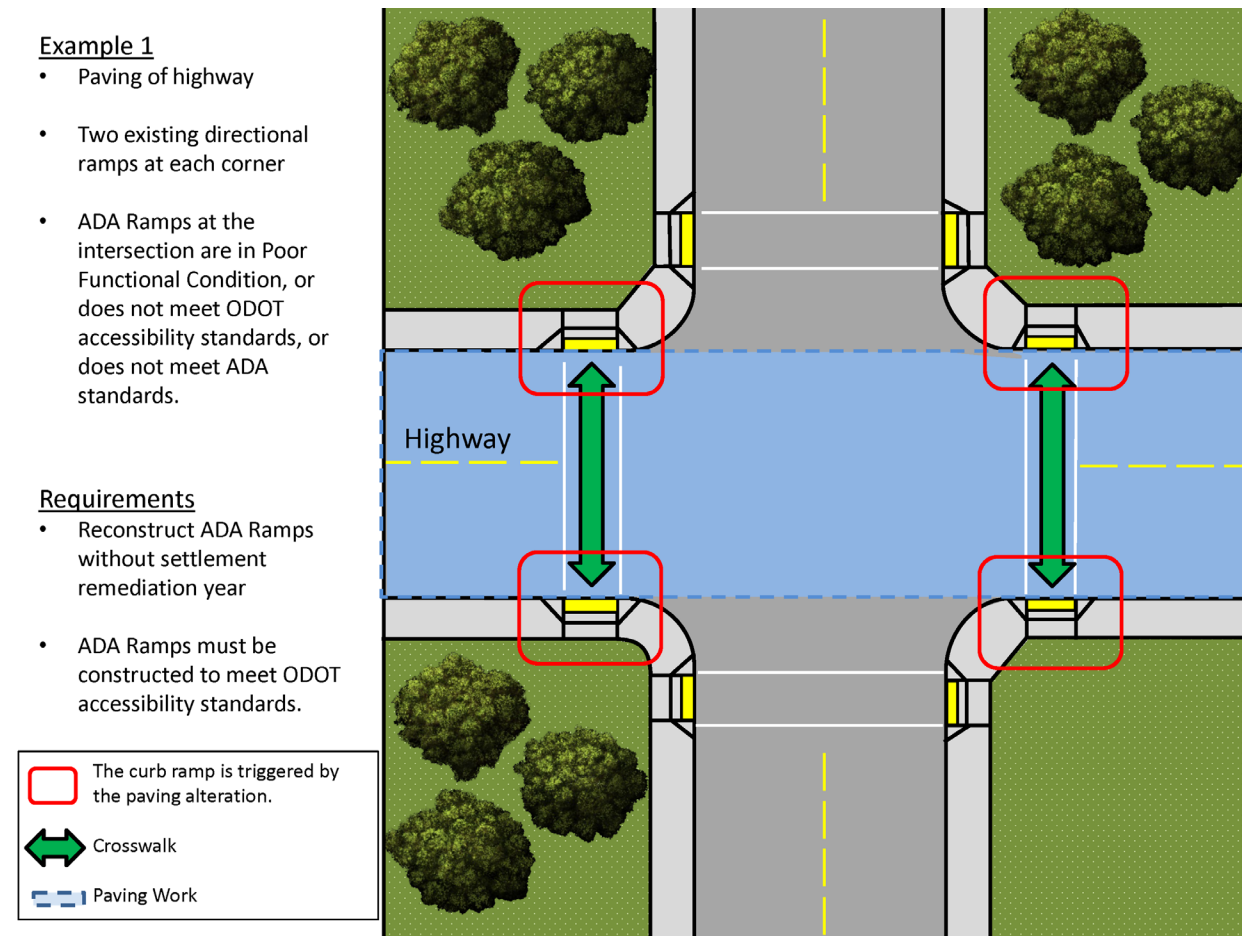 Example 1
• Paving of highway
• Two existing directional
ramps at each corner
• ADA Ramps at the
intersection are in Poor
Functional Condition, or
does not meet ODOT
accessibility standards, or
does not meet ADA
standards.
Highway
Requirements
• Reconstruct ADA Ramps
without settlement
remediation year
• ADA Ramps must be
constructed to meet ODOT
accessibility standards.
The curb ramp is triggered by
the paving alteration.
Crosswalk
Paving Work